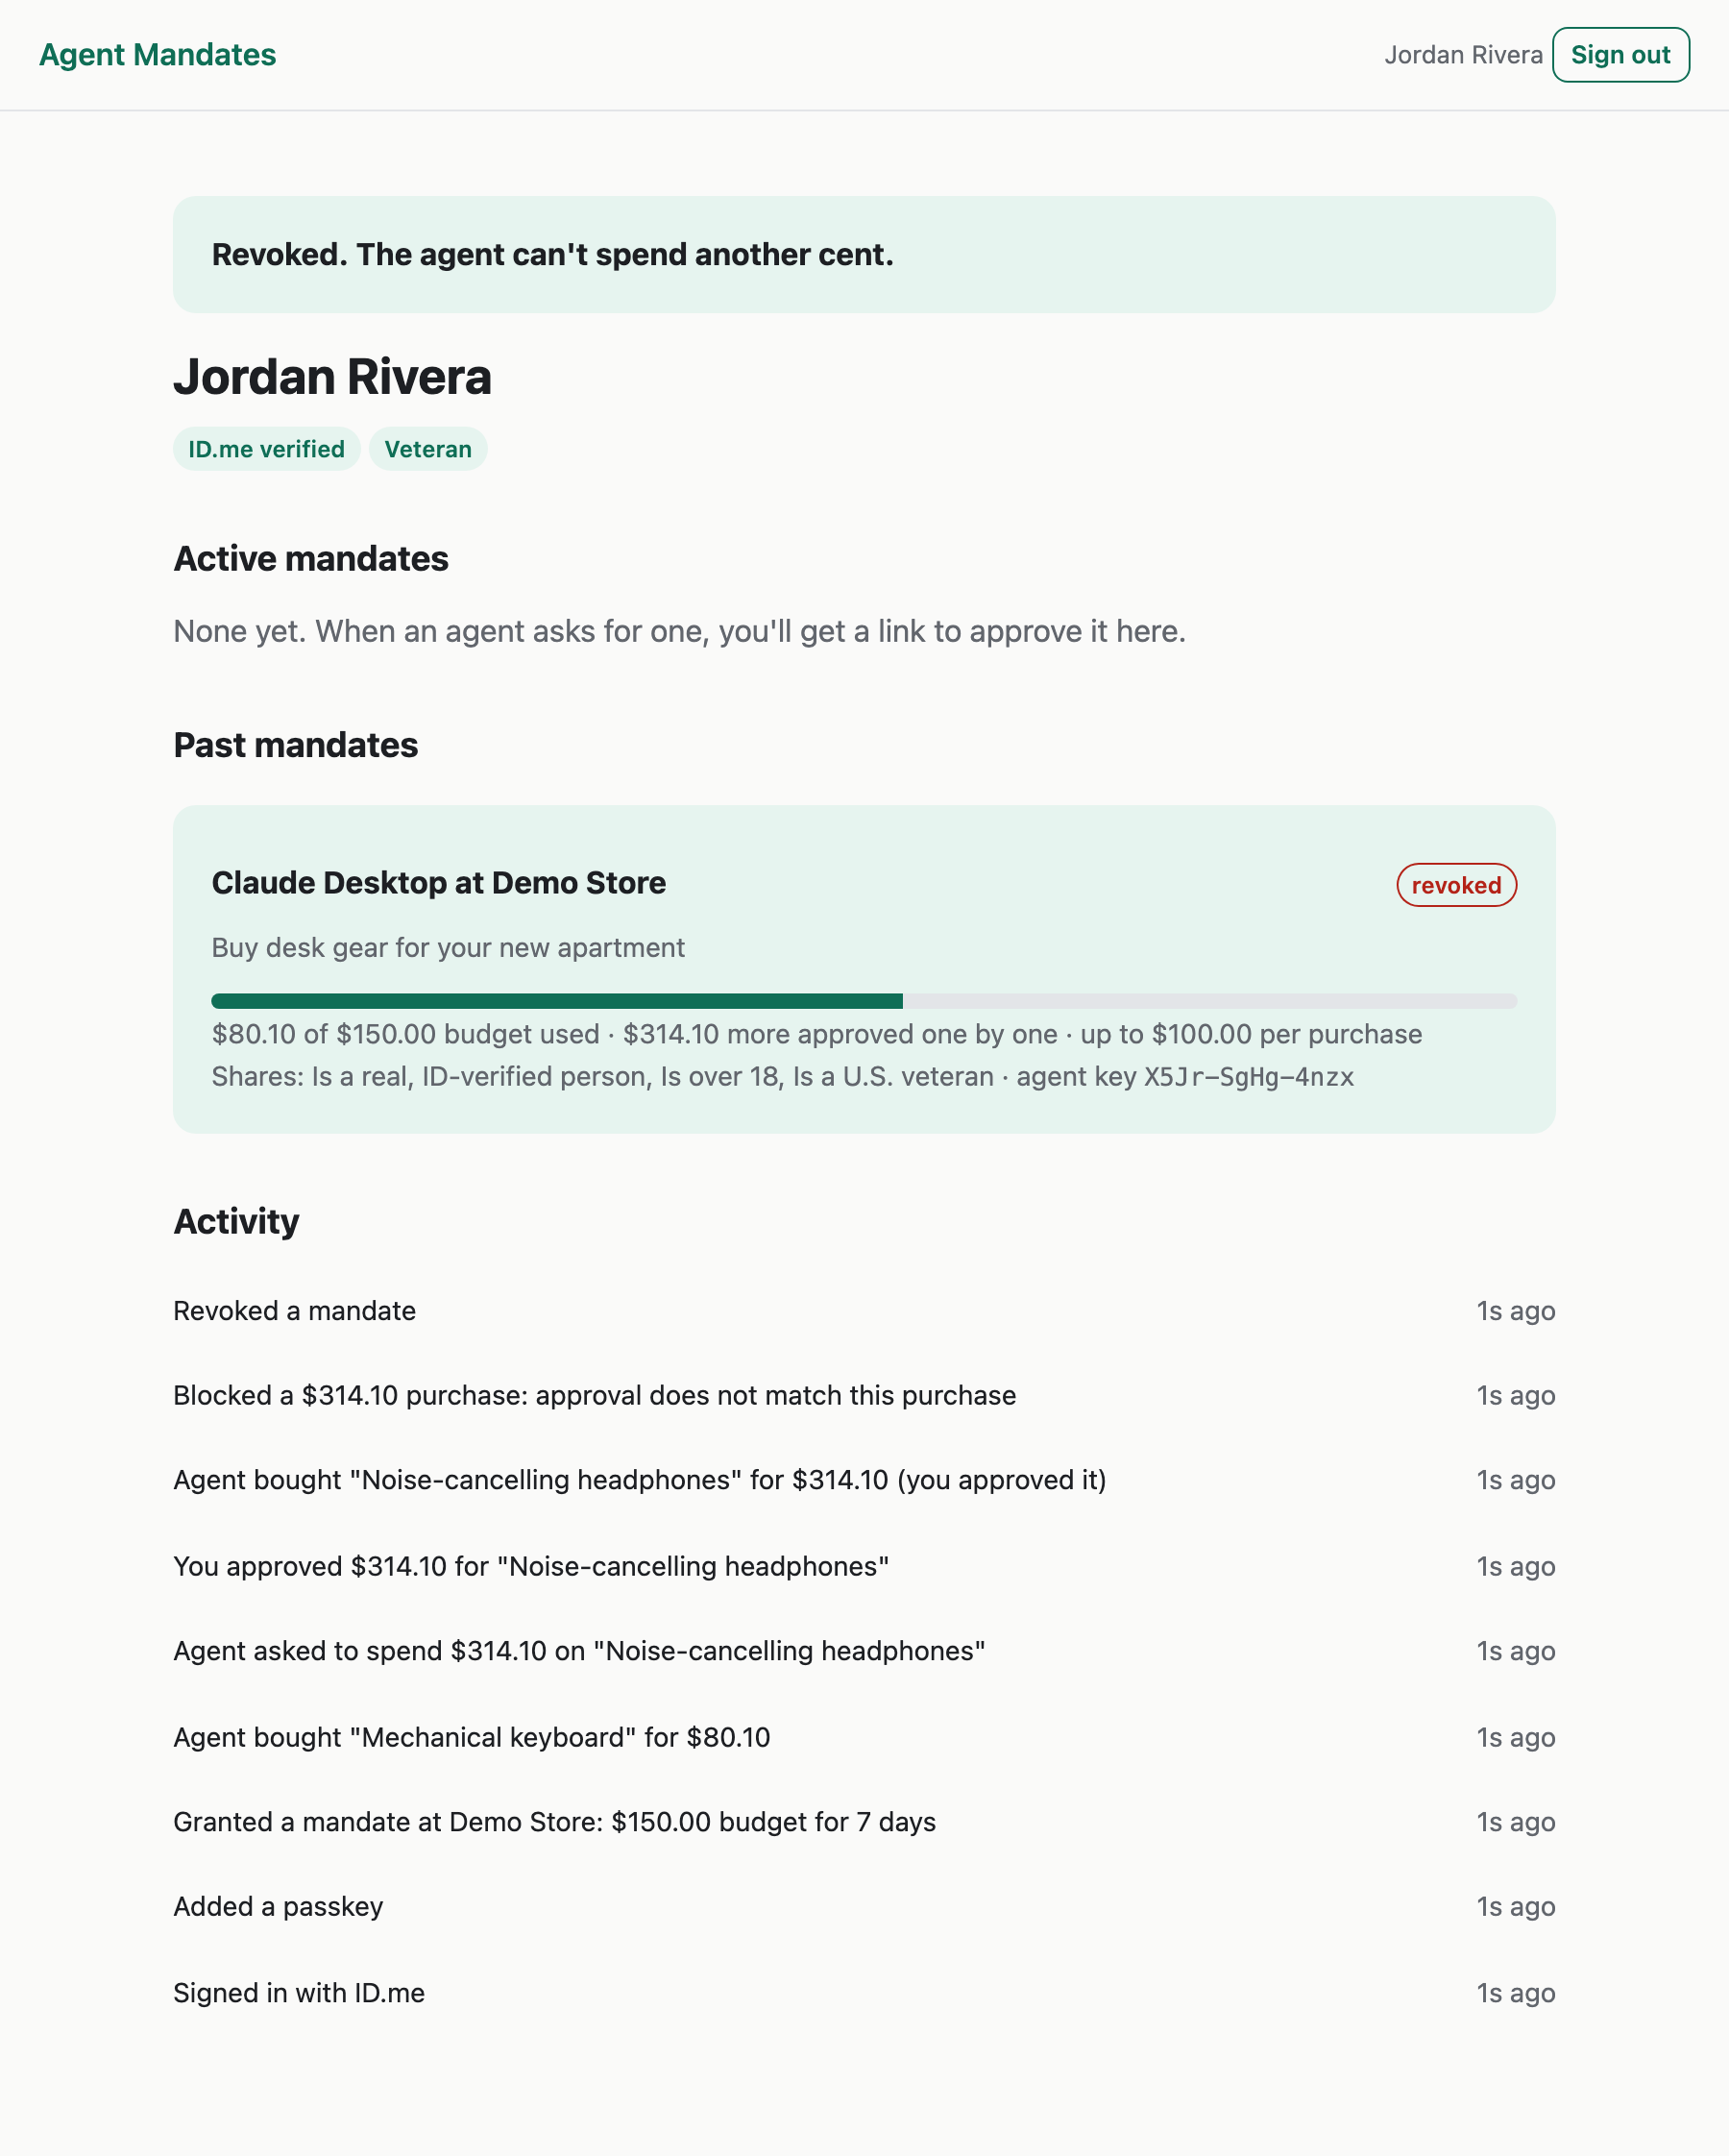 Agent Mandates
Jordan Rivera
Sign out
Revoked. The agent can't spend another cent.
Jordan Rivera
ID.me verified
Veteran
Active mandates
None yet. When an agent asks for one, you'll get a link to approve it here.
Past mandates
Claude Desktop at Demo Store
revoked
Buy desk gear for your new apartment
$80.10 of $150.00 budget used · $314.10 more approved one by one · up to $100.00 per purchase
Shares: Is a real, ID-verified person, Is over 18, Is a U.S. veteran · agent key X5Jr–SgHg–4nzx
Activity
Revoked a mandate 1s ago
Blocked a $314.10 purchase: approval does not match this purchase 1s ago
Agent bought "Noise-cancelling headphones" for $314.10 (you approved it) 1s ago
You approved $314.10 for "Noise-cancelling headphones" 1s ago
Agent asked to spend $314.10 on "Noise-cancelling headphones" 1s ago
Agent bought "Mechanical keyboard" for $80.10 1s ago
Granted a mandate at Demo Store: $150.00 budget for 7 days 1s ago
Added a passkey 1s ago
Signed in with ID.me 1s ago